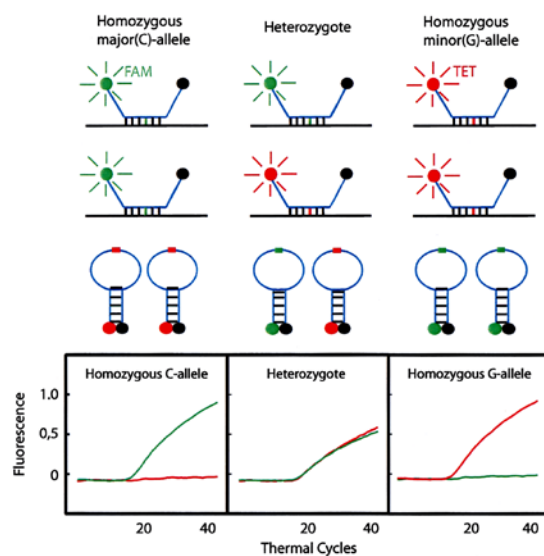 Homozygous
major(C)-allele
Heterozygote
Homozygous
minor(G)-allele
FAM
TET
Homozygous C-allele
Heterozygote
Homozygous G-allele
Fluorescence
1.0
0,5
0
20
40
20
40
20
40
Thermal Cycles